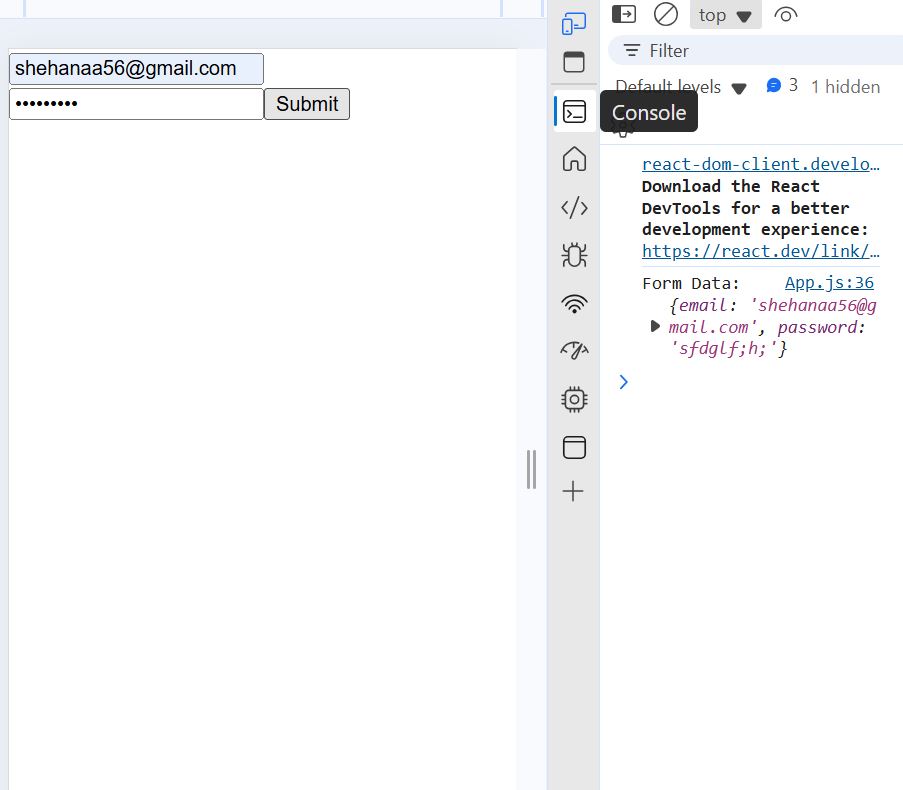 shehanaa56@gmail.com
•••••••••
Submit
top
Filter
Default levels
3
1 hidden
Console
react-dom-client.develo…
Download the React
DevTools for a better
development experience:
https://react.dev/link/…
Form Data:
App.js:36
{email: 'shehanaa56@g
mail.com', password:
'sfdglf;h;'}